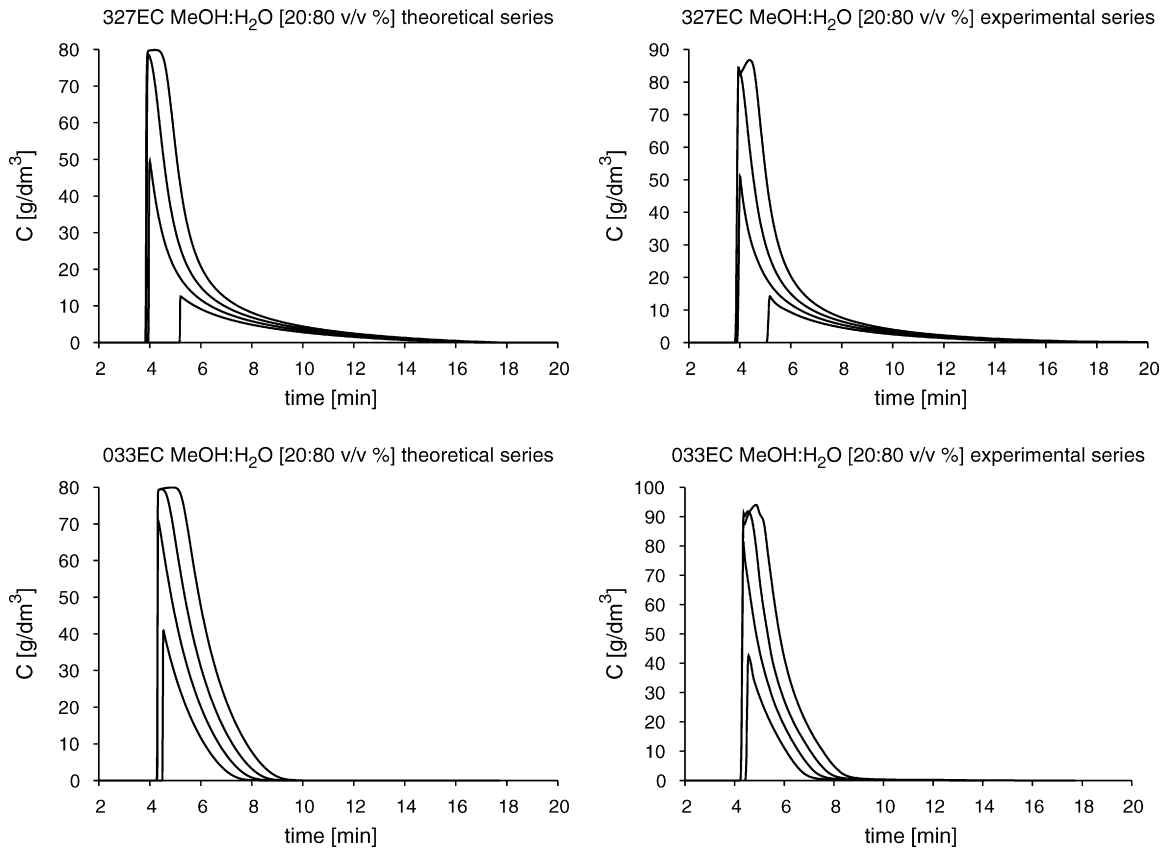 327EC MeOH:H₂O [20:80 v/v %] theoretical series
80
70
60
50
40
30
20
10
0
C [g/dm³]
2 4 6 8 10 12 14 16 18 20
time [min]
327EC MeOH:H₂O [20:80 v/v %] experimental series
90
80
70
60
50
40
30
20
10
0
C [g/dm³]
2 4 6 8 10 12 14 16 18 20
time [min]
033EC MeOH:H₂O [20:80 v/v %] theoretical series
80
70
60
50
40
30
20
10
0
C [g/dm³]
2 4 6 8 10 12 14 16 18 20
time [min]
033EC MeOH:H₂O [20:80 v/v %] experimental series
100
90
80
70
60
50
40
30
20
10
0
C [g/dm³]
2 4 6 8 10 12 14 16 18 20
time [min]